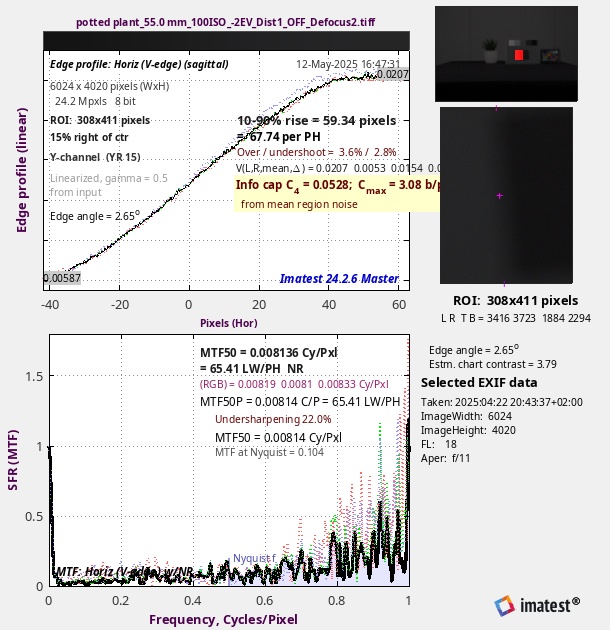 potted plant_55.0 mm_100ISO_-2EV_Dist1_OFF_Defocus2.tiff
Edge profile: Horiz (V-edge) (sagittal)
12-May-2025 16:47:31
0.0207
6024 x 4020 pixels (WxH)
24.2 Mpxls 8 bit
ROI: 308x411 pixels
15% right of ctr
Y-channel (YR 15)
Linearized, gamma = 0.5
from input
Edge angle = 2.65o
10-90% rise = 59.34 pixels
= 67.74 per PH
Over / undershoot = 3.6% / 2.8%
V(L,R,mean,Δ) = 0.0207 0.0053 0.0154 0.0
Info cap C4 = 0.0528; Cmax = 3.08 b/p
from mean region noise
0.00587
Imatest 24.2.6 Master
Edge profile (linear)
-40 -20 0 20 40 60
Pixels (Hor)
ROI: 308x411 pixels
L R T B = 3416 3723 1884 2294
Edge angle = 2.65o
Estm. chart contrast = 3.79
Selected EXIF data
Taken: 2025:04:22 20:43:37+02:00
ImageWidth: 6024
ImageHeight: 4020
FL: 18
Aper: f/11
MTF50 = 0.008136 Cy/Pxl
= 65.41 LW/PH NR
(RGB) = 0.00819 0.0081 0.00833 Cy/Pxl
MTF50P = 0.00814 C/P = 65.41 LW/PH
Undersharpening 22.0%
MTF50 = 0.00814 Cy/Pxl
MTF at Nyquist = 0.104
SFR (MTF)
1.5
1
0.5
0
Nyquist f
MTF: Horiz (V-edge) w/NR
0 0.2 0.4 0.6 0.8 1
Frequency, Cycles/Pixel
imatest®